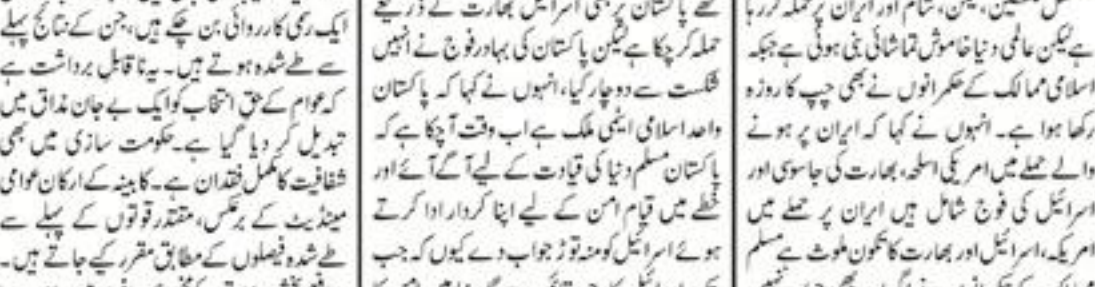 فلسطین، یمن، شام اور ایران پر حملہ کر رہا
ہے لیکن عالمی دنیا خاموش تماشائی بنی ہوئی ہے جبکہ
اسلامی ممالک کے حکمرانوں نے بھی چپ کا روزہ
رکھا ہوا ہے۔ انہوں نے کہا کہ ایران پر ہونے
والے حملے میں امریکی اسلحہ، بھارت کی جاسوسی اور
اسرائیل کی فوج شامل ہیں ایران پر حملے میں
امریکہ، اسرائیل اور بھارت کا تکون ملوث ہے مسلم
پاکستان پر بھی اسرائیل بھارت کے ذریعے
حملہ کر چکا ہے لیکن پاکستان کی بہادر فوج نے انہیں
شکست سے دوچار کیا، انہوں نے کہا کہ پاکستان
واحد اسلامی ایٹمی ملک ہے اب وقت آ چکا ہے کہ
پاکستان مسلم دنیا کی قیادت کے لیے آگے آئے اور
خطے میں قیام امن کے لیے اپنا کردار ادا کرتے
ہوئے اسرائیل کو منہ توڑ جواب دے کیوں کہ جب
ایک رسمی کارروائی بن چکے ہیں، جن کے نتائج پہلے
سے طے شدہ ہوتے ہیں۔ یہ ناقابل برداشت ہے
کہ عوام کے حق انتخاب کو ایک بے جان مذاق میں
تبدیل کر دیا گیا ہے۔ حکومت سازی میں بھی
شفافیت کا مکمل فقدان ہے۔ کابینہ کے ارکان عوامی
مینڈیٹ کے برعکس، مقتدر قوتوں کے پہلے سے
طے شدہ فیصلوں کے مطابق مقرر کیے جاتے ہیں۔